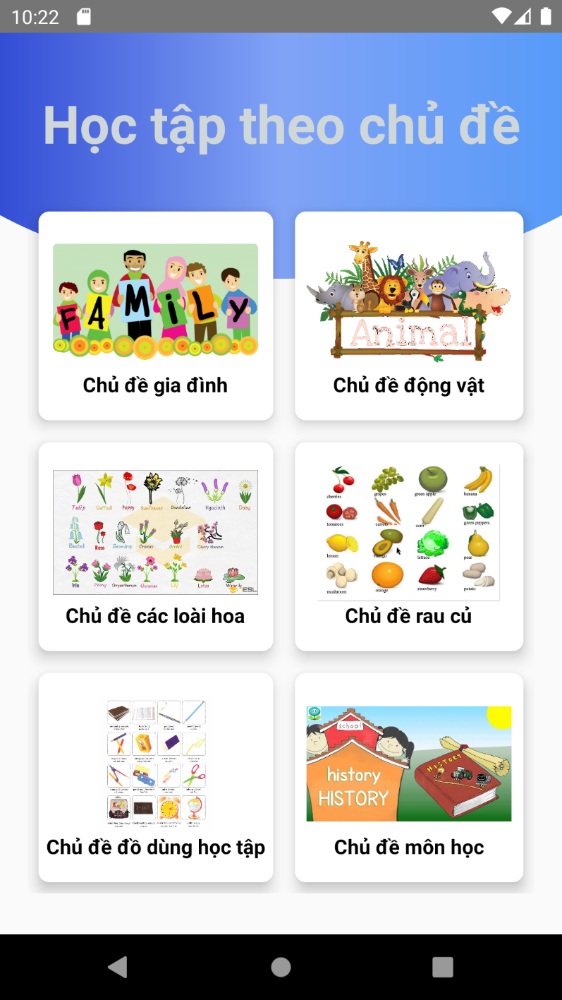 10:22
Học tập theo chủ đề
FAMiLY
Animal
Chủ đề gia đình
Chủ đề động vật
Tulip Daffodil Poppy Sunflower Dandelion Hyacinth Daisy
Bluebell Rose Snowdrop Crocus Orchid Cherry blossom
Iris Peony Chrysanthemum Geranium Lily Lotus Water lily
7ESL
cherries grapes green apple banana
tomatoes carrots corn green peppers
lemon mango lettuce pear
mushroom orange strawberry potato
Chủ đề các loài hoa
Chủ đề rau củ
school
history
HISTORY
HISTORY
Chủ đề đồ dùng học tập
Chủ đề môn học